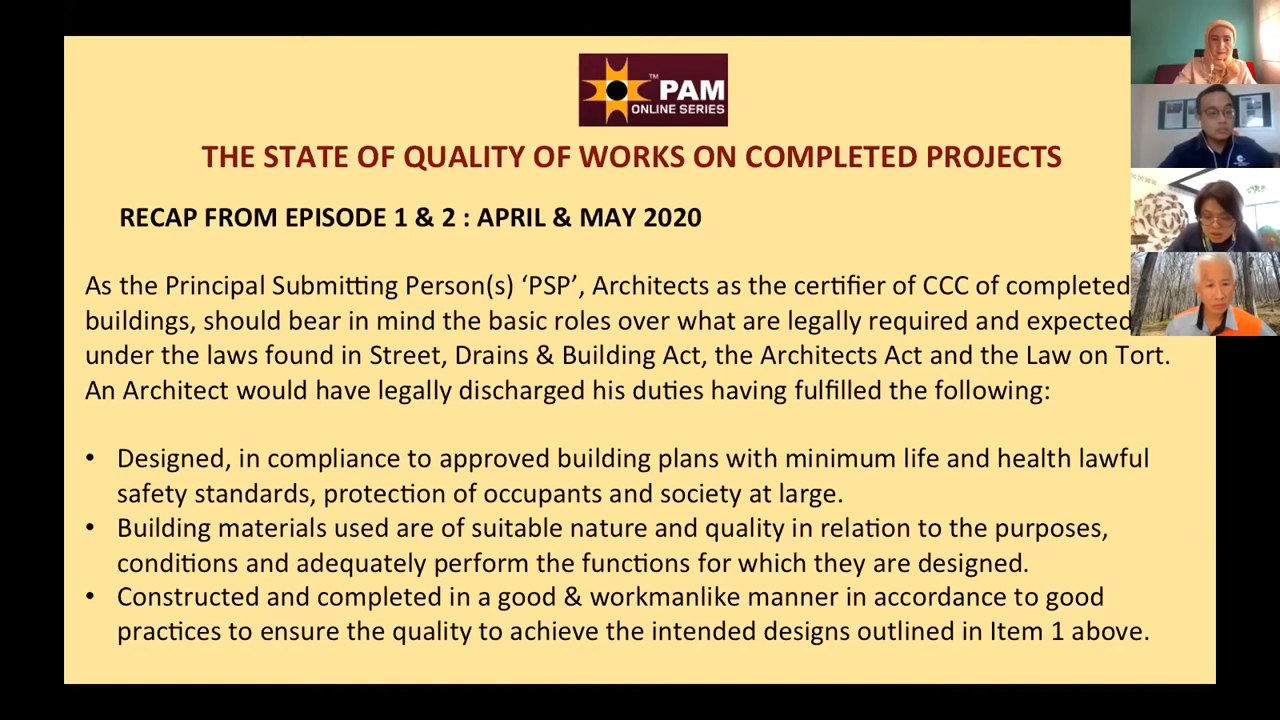 PAM
TM
ONLINE SERIES
THE STATE OF QUALITY OF WORKS ON COMPLETED PROJECTS
RECAP FROM EPISODE 1 & 2 : APRIL & MAY 2020
As the Principal Submitting Person(s) ‘PSP’, Architects as the certifier of CCC of completed
buildings, should bear in mind the basic roles over what are legally required and expected
under the laws found in Street, Drains & Building Act, the Architects Act and the Law on Tort.
An Architect would have legally discharged his duties having fulfilled the following:
• Designed, in compliance to approved building plans with minimum life and health lawful
safety standards, protection of occupants and society at large.
• Building materials used are of suitable nature and quality in relation to the purposes,
conditions and adequately perform the functions for which they are designed.
• Constructed and completed in a good & workmanlike manner in accordance to good
practices to ensure the quality to achieve the intended designs outlined in Item 1 above.